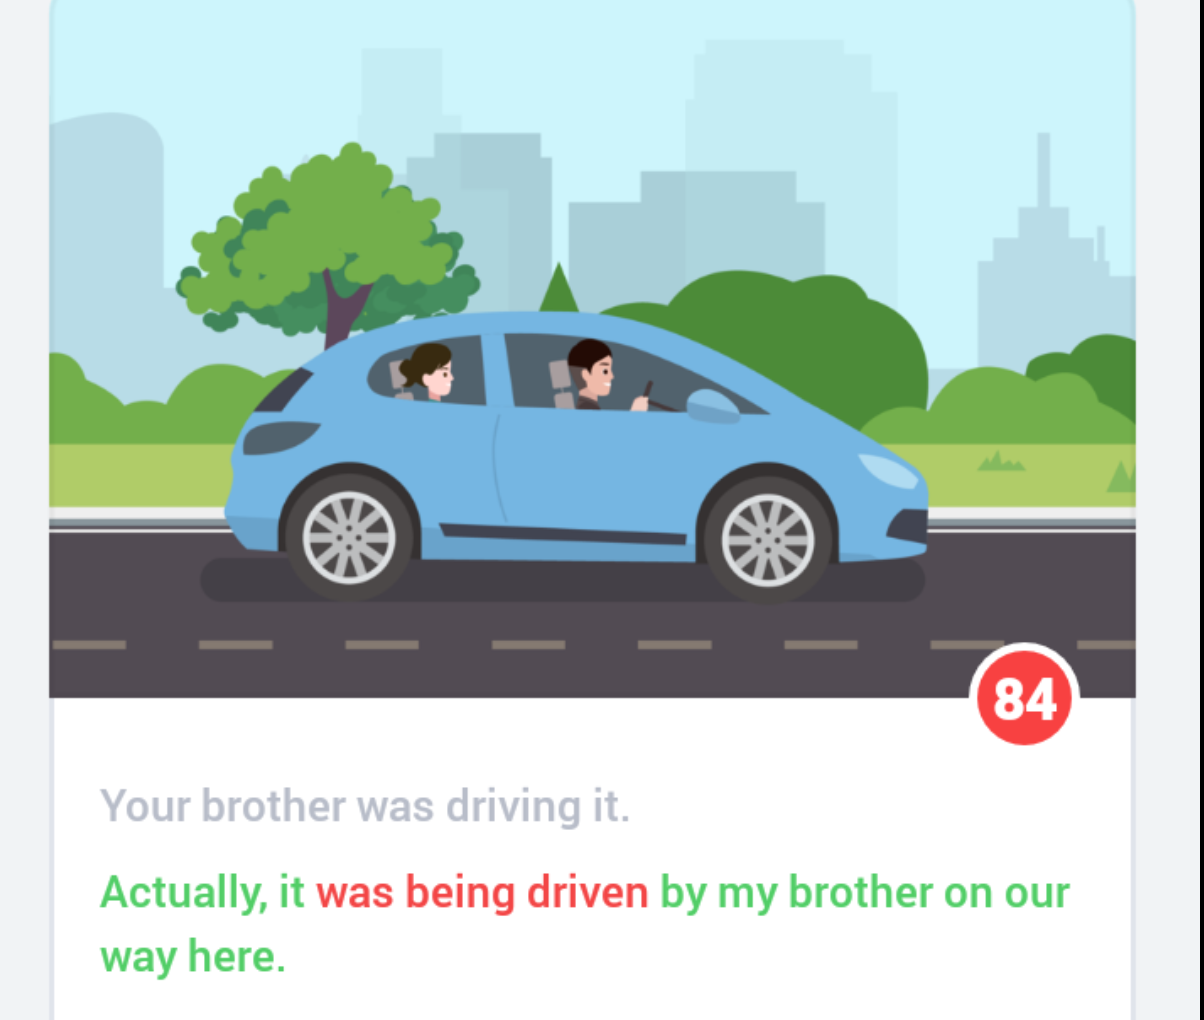 84
Your brother was driving it.
Actually, it was being driven by my brother on our
way here.